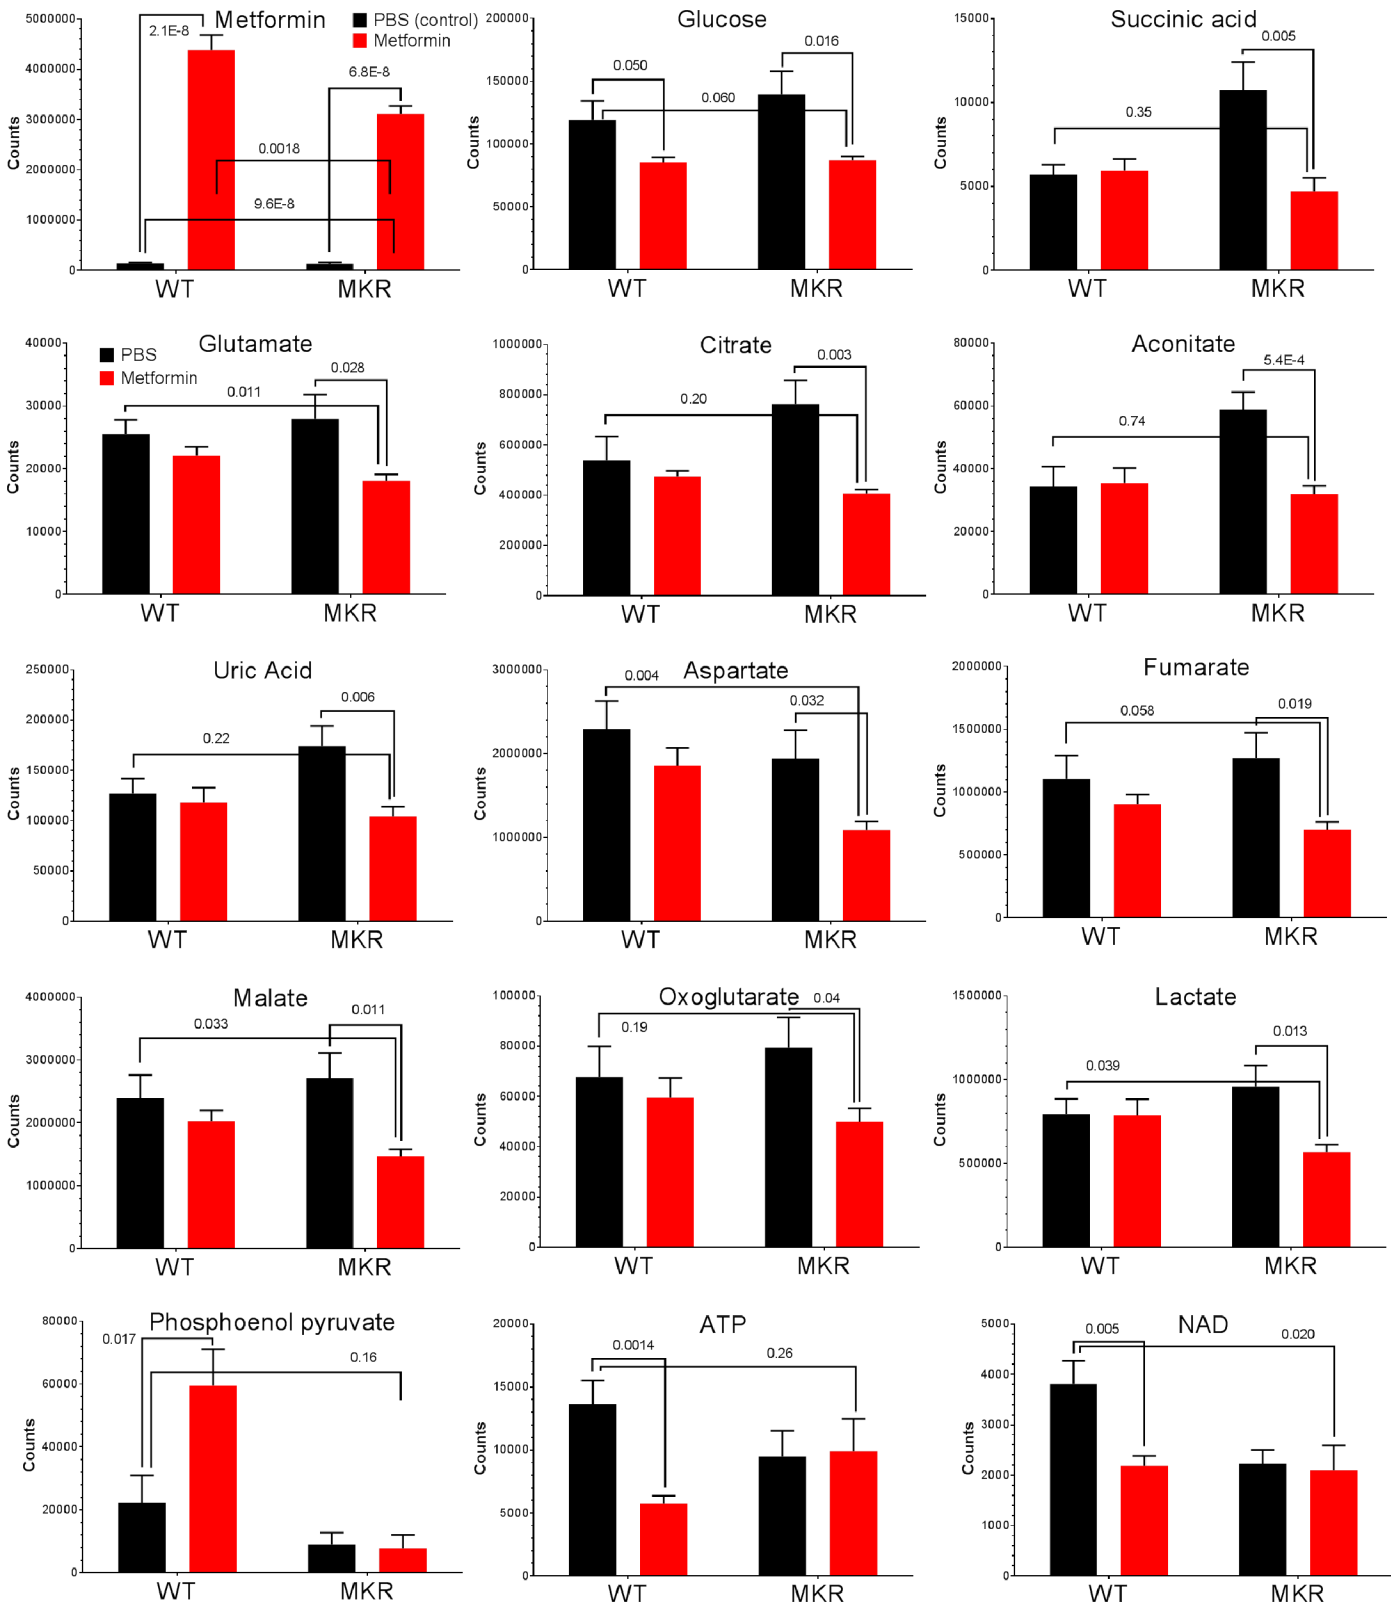 Metformin
PBS (control)
Metformin
Counts
5000000
4000000
3000000
2000000
1000000
0
2.1E-8
6.8E-8
0.0018
9.6E-8
WT
MKR
Glucose
Counts
200000
150000
100000
50000
0
0.050
0.016
0.060
WT
MKR
Succinic acid
Counts
15000
10000
5000
0
0.005
0.35
WT
MKR
Glutamate
PBS
Metformin
Counts
40000
30000
20000
10000
0
0.028
0.011
WT
MKR
Citrate
Counts
1000000
800000
600000
400000
200000
0
0.003
0.20
WT
MKR
Aconitate
Counts
80000
60000
40000
20000
0
5.4E-4
0.74
WT
MKR
Uric Acid
Counts
250000
200000
150000
100000
50000
0
0.006
0.22
WT
MKR
Aspartate
Counts
3000000
2000000
1000000
0
0.004
0.032
WT
MKR
Fumarate
Counts
2000000
1500000
1000000
500000
0
0.058
0.019
WT
MKR
Malate
Counts
4000000
3000000
2000000
1000000
0
0.033
0.011
WT
MKR
Oxoglutarate
Counts
100000
80000
60000
40000
20000
0
0.04
0.19
WT
MKR
Lactate
Counts
1500000
1000000
500000
0
0.013
0.039
WT
MKR
Phosphoenol pyruvate
Counts
80000
60000
40000
20000
0
0.017
0.16
WT
MKR
ATP
Counts
20000
15000
10000
5000
0
0.0014
0.26
WT
MKR
NAD
Counts
5000
4000
3000
2000
1000
0
0.005
0.020
WT
MKR